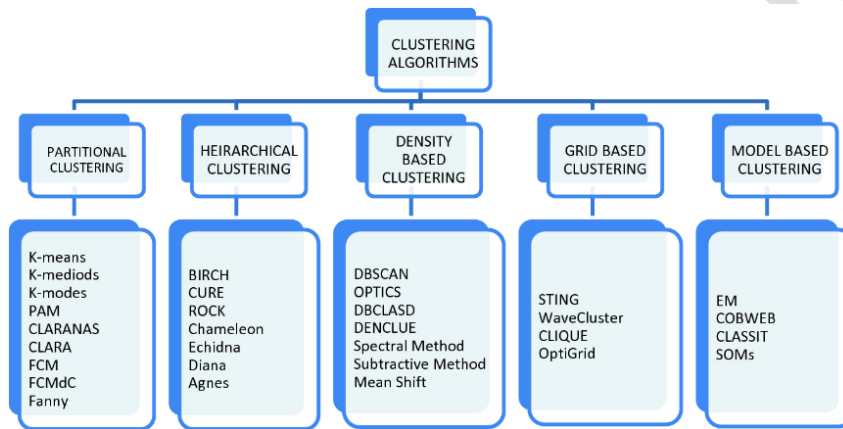 CLUSTERING
ALGORITHMS
PARTITIONAL
CLUSTERING
HEIRARCHICAL
CLUSTERING
DENSITY
BASED
CLUSTERING
GRID BASED
CLUSTERING
MODEL BASED
CLUSTERING
K-means
K-mediods
K-modes
PAM
CLARANAS
CLARA
FCM
FCMdC
Fanny
BIRCH
CURE
ROCK
Chameleon
Echidna
Diana
Agnes
DBSCAN
OPTICS
DBCLASD
DENCLUE
Spectral Method
Subtractive Method
Mean Shift
STING
WaveCluster
CLIQUE
OptiGrid
EM
COBWEB
CLASSIT
SOMs